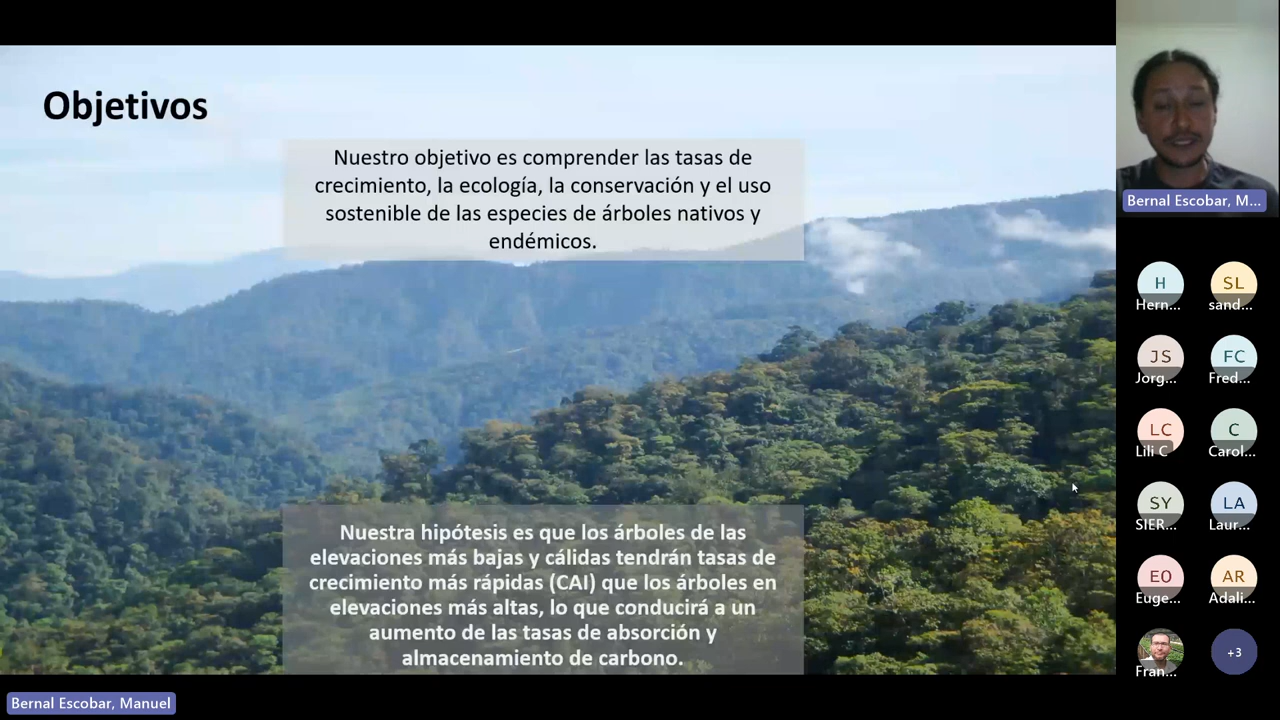 Objetivos
Nuestro objetivo es comprender las tasas de
crecimiento, la ecología, la conservación y el uso
sostenible de las especies de árboles nativos y
endémicos.
Nuestra hipótesis es que los árboles de las
elevaciones más bajas y cálidas tendrán tasas de
crecimiento más rápidas (CAI) que los árboles en
elevaciones más altas, lo que conducirá a un
aumento de las tasas de absorción y
almacenamiento de carbono.
Bernal Escobar, Manuel
Bernal Escobar, M...
H
Hern...
SL
sand...
JS
Jorg...
FC
Fred...
LC
Lili C
C
Carol...
SY
SIER...
LA
Laur...
EO
Euge...
AR
Adali...
Fran...
+3